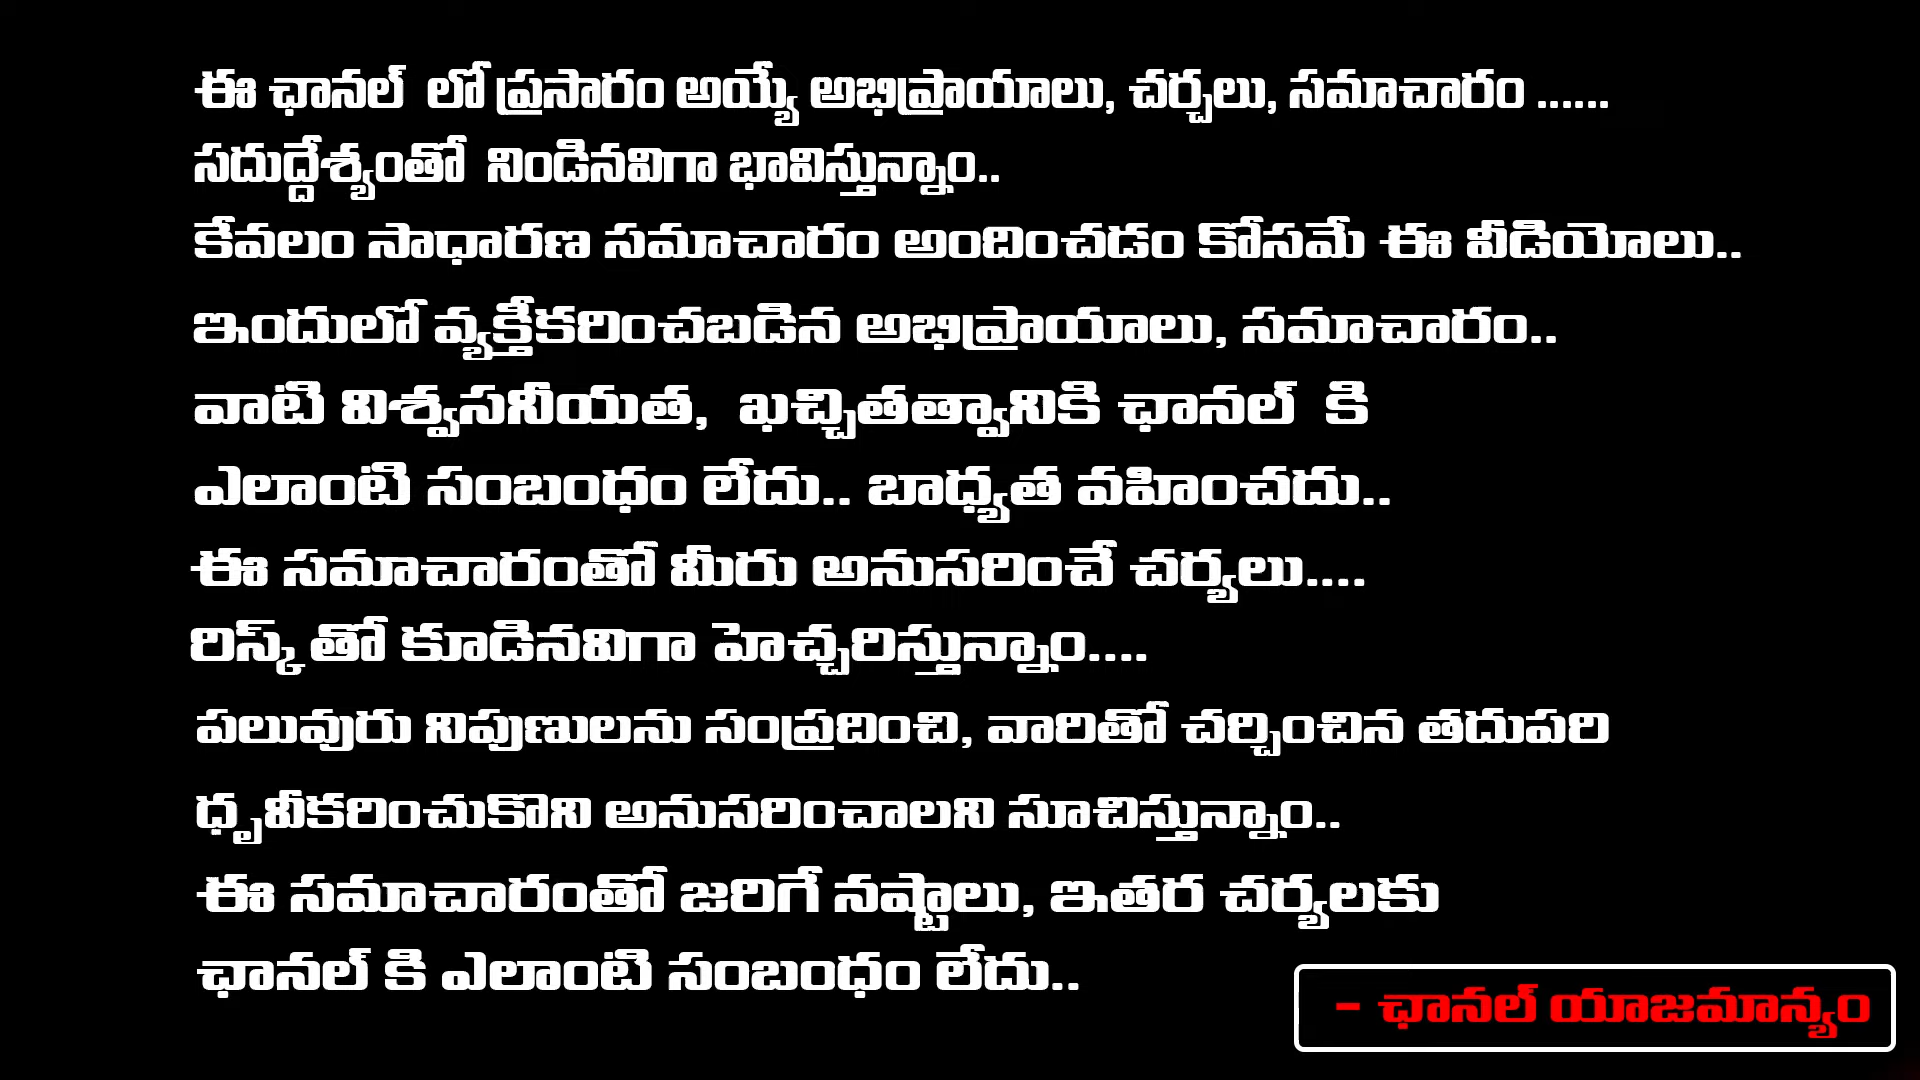 ఈ ఛానల్ లో ప్రసారం అయ్యే అభిప్రాయాలు, చర్చలు, సమాచారం ......
సదుద్దేశ్యంతో నిండినవిగా భావిస్తున్నాం..
కేవలం సాధారణ సమాచారం అందించడం కోసమే ఈ వీడియోలు..
ఇందులో వ్యక్తీకరించబడిన అభిప్రాయాలు, సమాచారం..
వాటి విశ్వసనీయత, ఖచ్చితత్వానికి ఛానల్ కి
ఎలాంటి సంబంధం లేదు.. బాధ్యత వహించదు..
ఈ సమాచారంతో మీరు అనుసరించే చర్యలు....
రిస్క్ తో కూడినవిగా హెచ్చరిస్తున్నాం....
పలువురు నిపుణులను సంప్రదించి, వారితో చర్చించిన తదుపరి
ధృవీకరించుకొని అనుసరించాలని సూచిస్తున్నాం..
ఈ సమాచారంతో జరిగే నష్టాలు, ఇతర చర్యలకు
ఛానల్ కి ఎలాంటి సంబంధం లేదు..
- ఛానల్ యాజమాన్యం